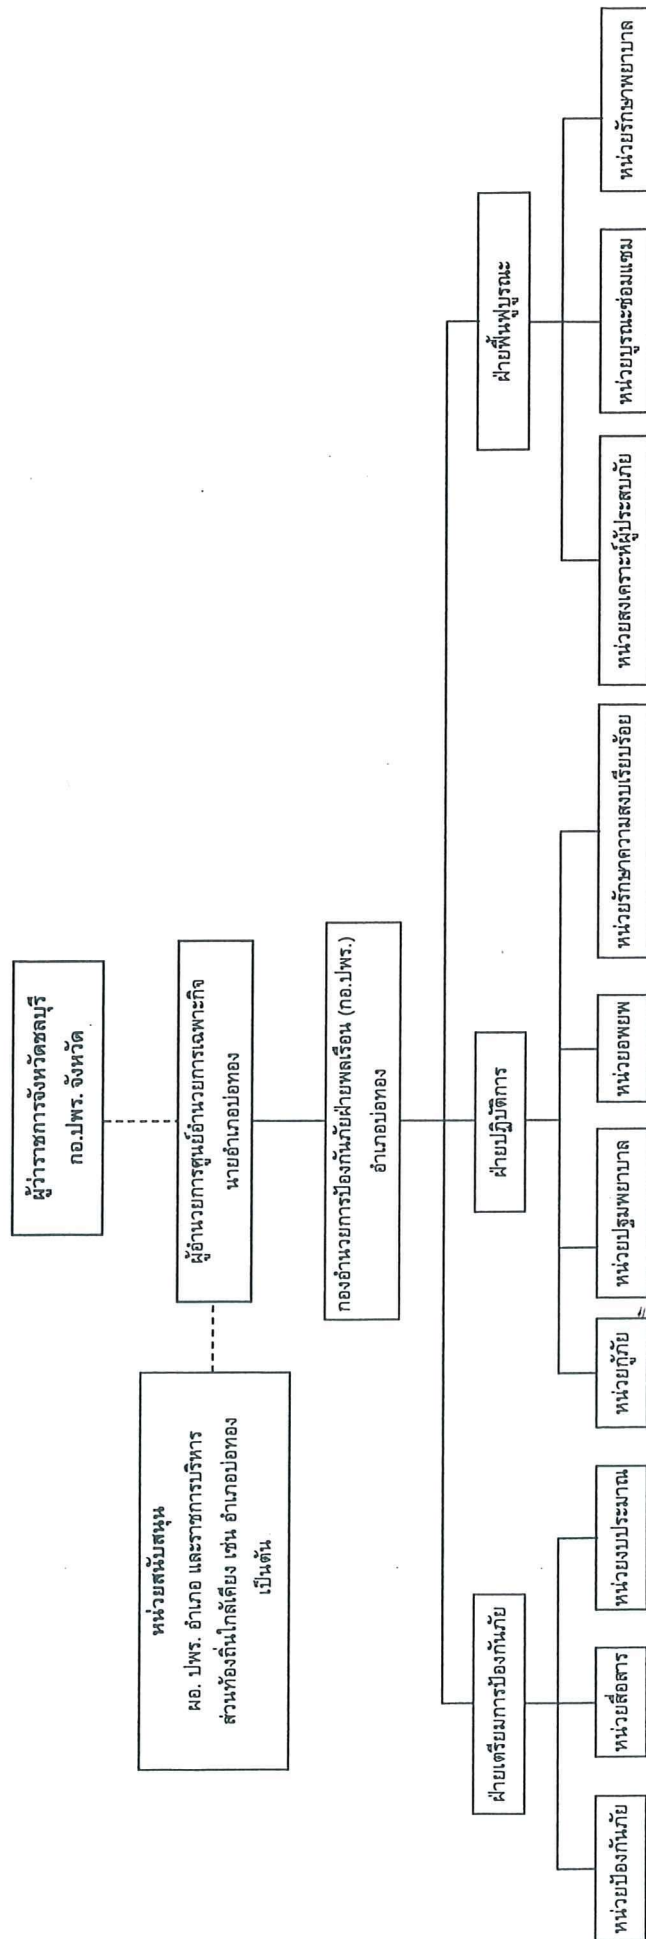 ผู้ว่าราชการจังหวัดชลบุรี
กอ.ปพร. จังหวัด
ผู้อำนวยการศูนย์อำนวยการเฉพาะกิจ
นายอำเภอบ่อทอง
หน่วยสนับสนุน
ผอ. ปพร. อำเภอ และราชการบริหาร
ส่วนท้องถิ่นใกล้เคียง เช่น อำเภอบ่อทอง
เป็นต้น
กองอำนวยการป้องกันภัยฝ่ายพลเรือน (กอ.ปพร.)
อำเภอบ่อทอง
ฝ่ายเตรียมการป้องกันภัย
ฝ่ายปฏิบัติการ
ฝ่ายฟื้นฟูบูรณะ
หน่วยป้องกันภัย
หน่วยสื่อสาร
หน่วยงบประมาณ
หน่วยกู้ภัย
หน่วยปฐมพยาบาล
หน่วยอพยพ
หน่วยรักษาความสงบเรียบร้อย
หน่วยสงเคราะห์ผู้ประสบภัย
หน่วยบูรณะซ่อมแซม
หน่วยรักษาพยาบาล